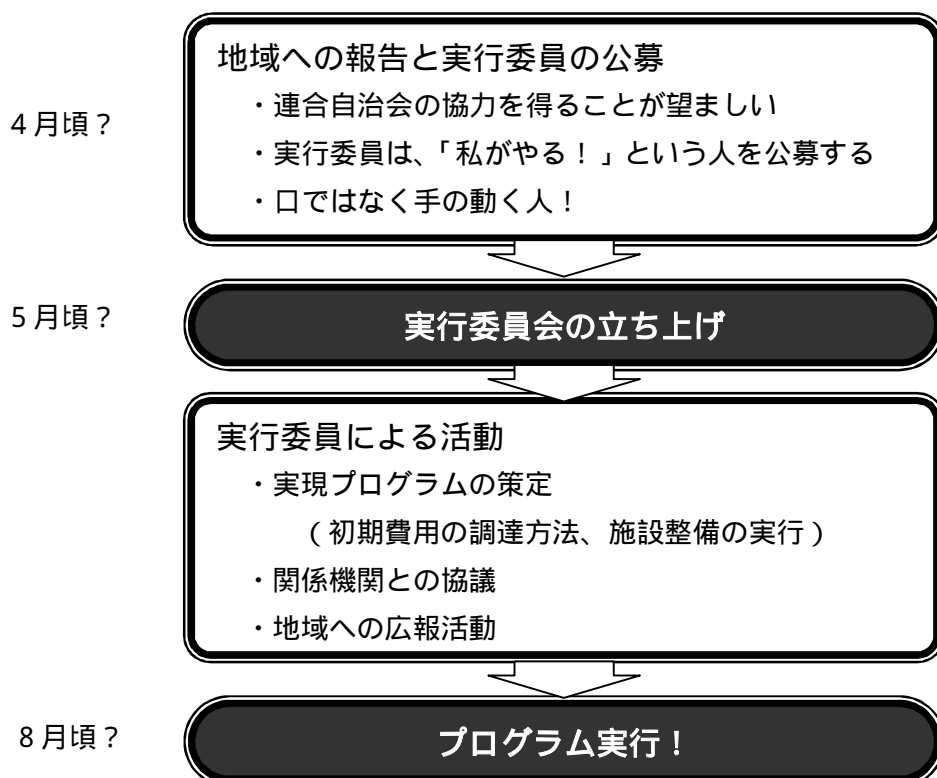 4月頃？
地域への報告と実行委員の公募
・連合自治会の協力を得ることが望ましい
・実行委員は、「私がやる！」という人を公募する
・口ではなく手の動く人！
5月頃？
実行委員会の立ち上げ
実行委員による活動
・実現プログラムの策定
（初期費用の調達方法、施設整備の実行）
・関係機関との協議
・地域への広報活動
8月頃？
プログラム実行！